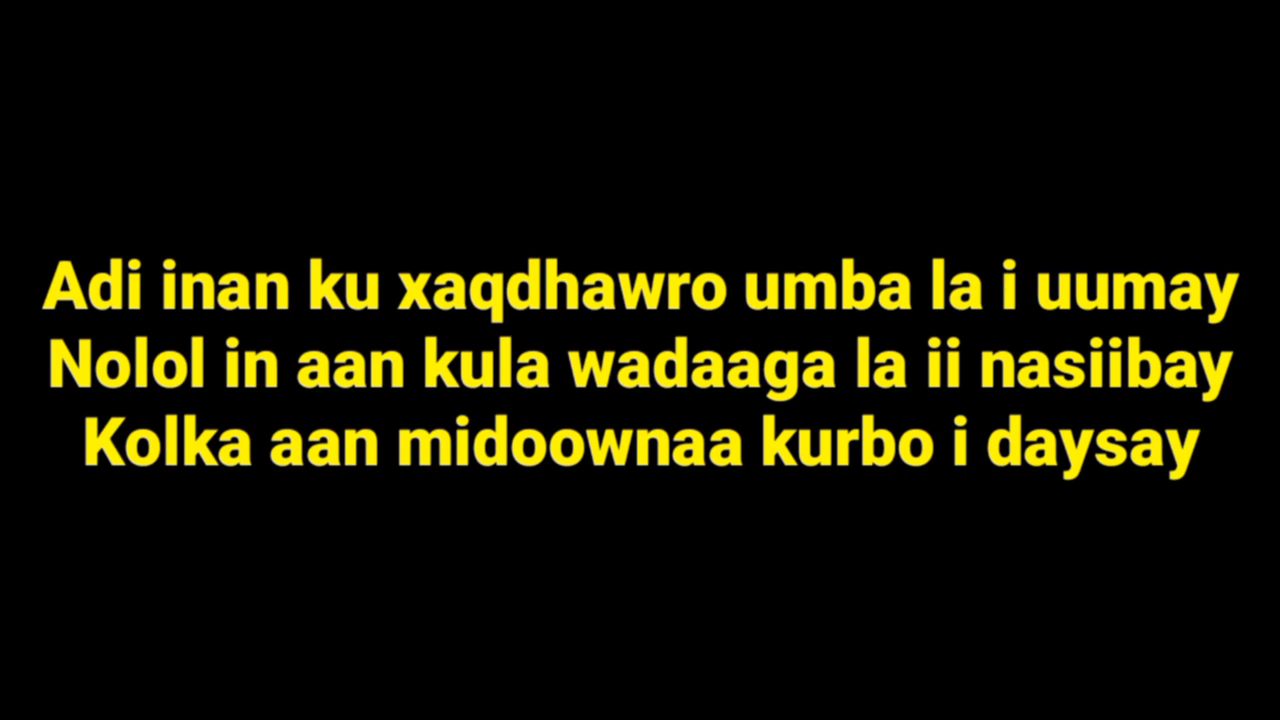 Adi inan ku xaqdhawro umba la i uumay
Nolol in aan kula wadaaga la ii nasiibay
Kolka aan midoownaa kurbo i daysay